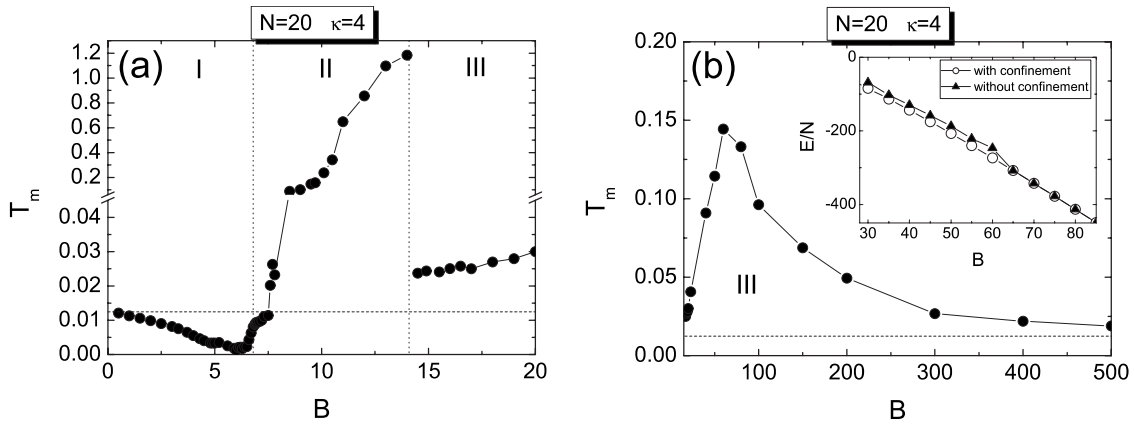 N=20 κ=4
(a)
I
II
III
1.2
1.0
0.8
0.6
0.4
0.2
0.04
0.03
0.02
0.01
0.00
T_m
0
5
10
15
20
B
N=20 κ=4
(b)
III
0.20
0.15
0.10
0.05
0.00
T_m
100
200
300
400
500
B
with confinement
without confinement
0
-200
-400
E/N
30
40
50
60
70
80
B